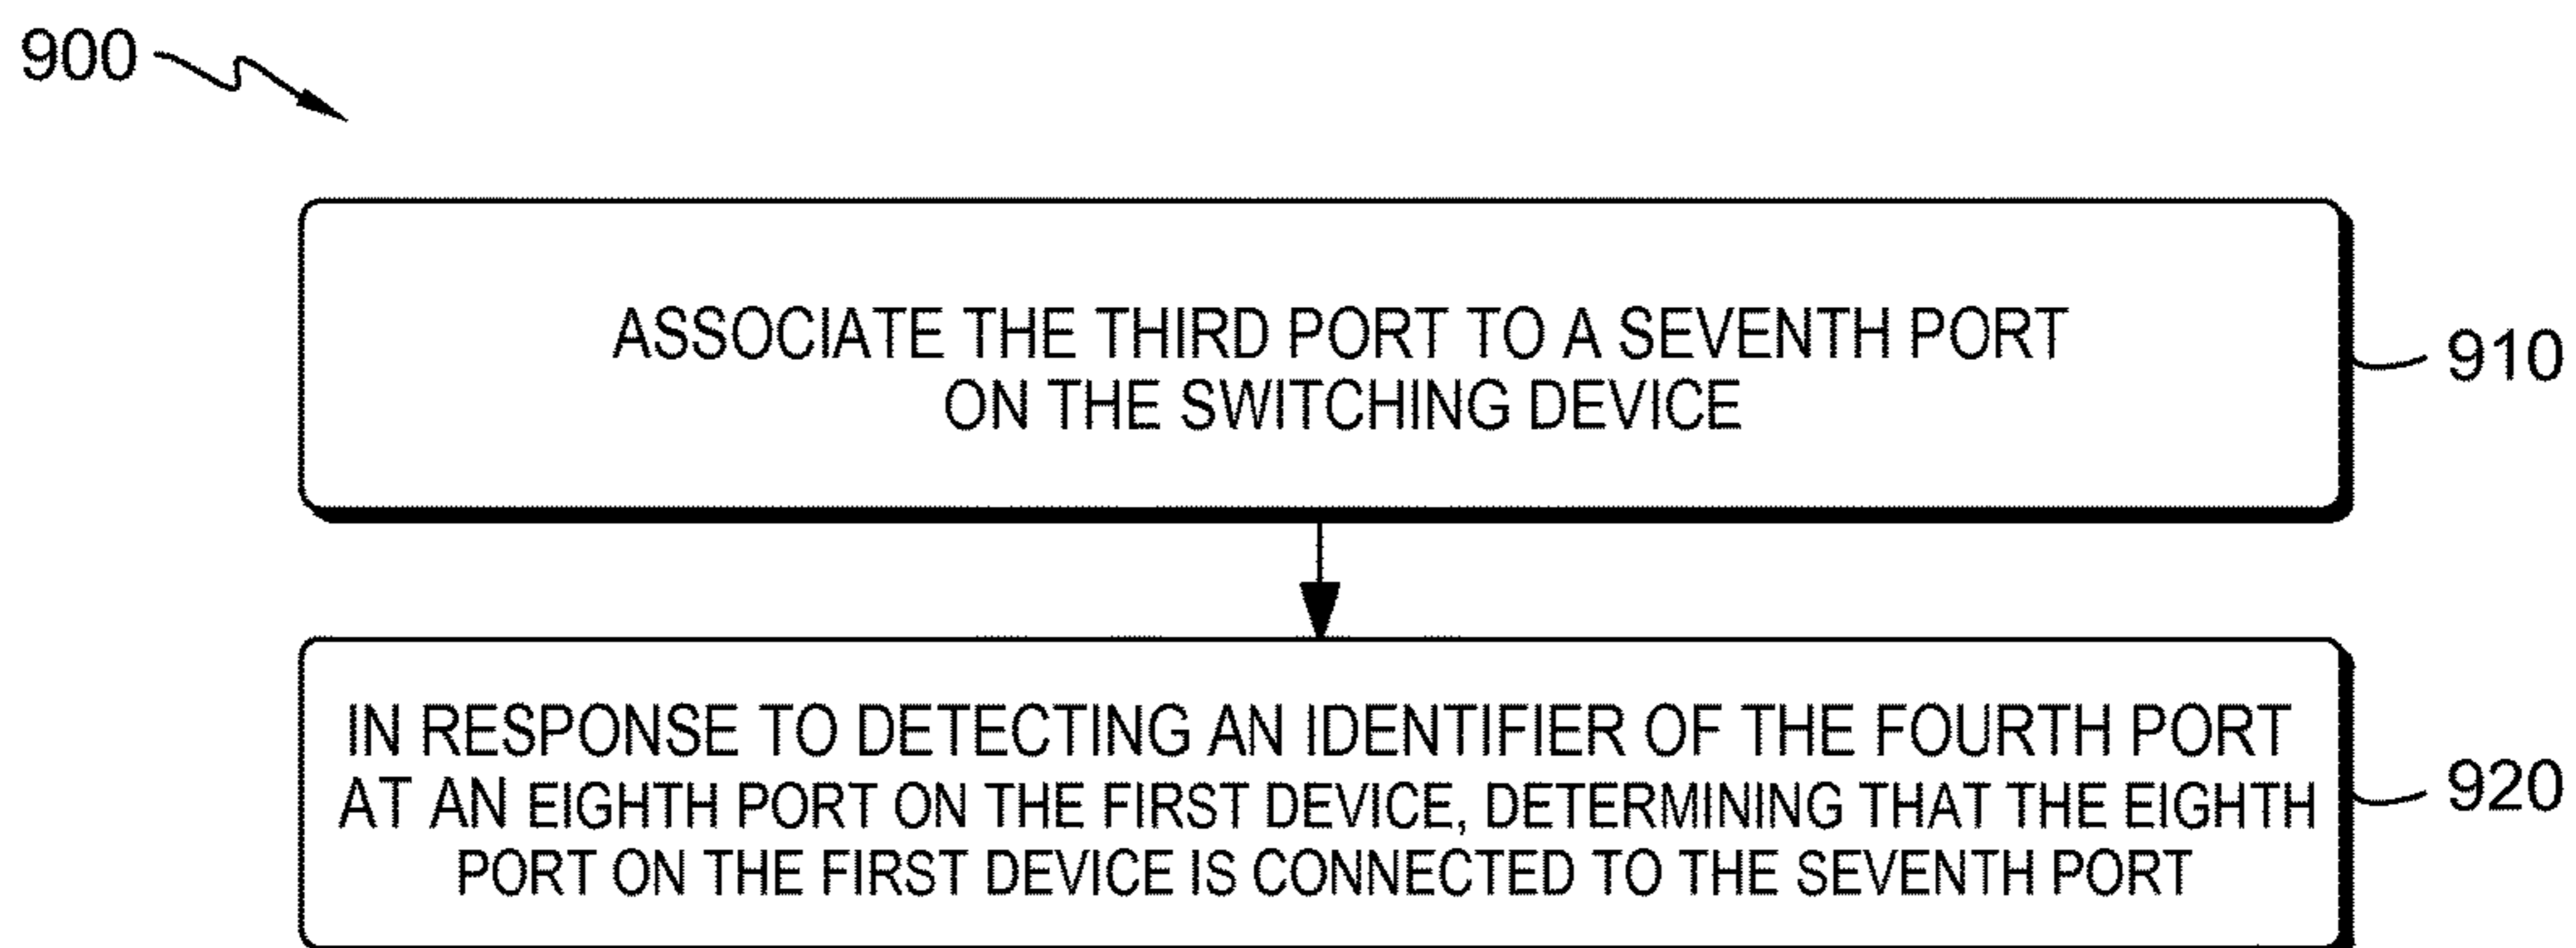 900
ASSOCIATE THE THIRD PORT TO A SEVENTH PORT
ON THE SWITCHING DEVICE
910
IN RESPONSE TO DETECTING AN IDENTIFIER OF THE FOURTH PORT
AT AN EIGHTH PORT ON THE FIRST DEVICE, DETERMINING THAT THE EIGHTH
PORT ON THE FIRST DEVICE IS CONNECTED TO THE SEVENTH PORT
920